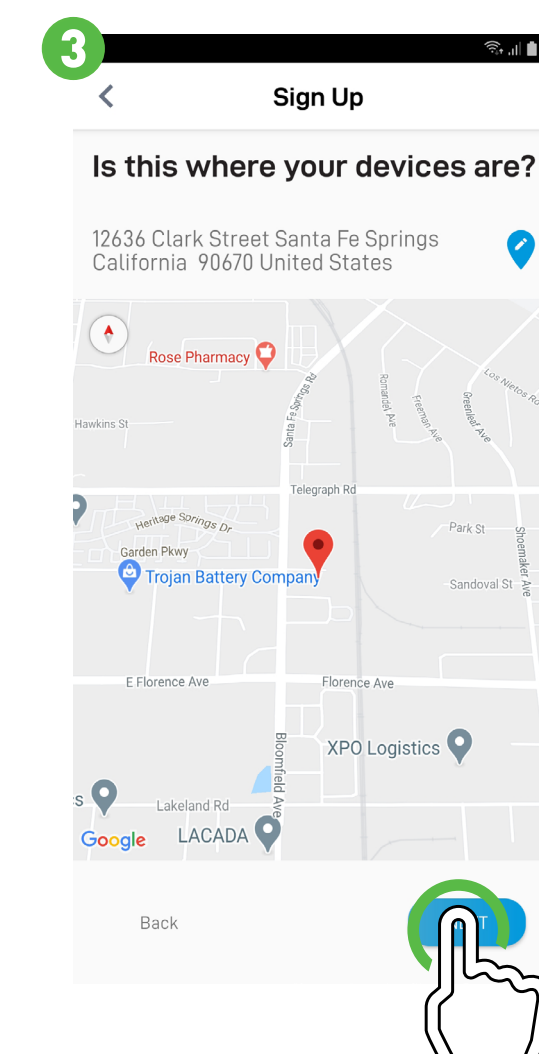 3
Sign Up
Is this where your devices are?
12636 Clark Street Santa Fe Springs
California 90670 United States
Rose Pharmacy
Santa Fe Springs Rd
Romandel Ave
Freeman Ave
Greenleaf Ave
Los Nietos Rd
Hawkins St
Telegraph Rd
Heritage Springs Dr
Park St
Shoemaker Ave
Garden Pkwy
Trojan Battery Company
Sandoval St
E Florence Ave
Florence Ave
Bloomfield Ave
XPO Logistics
Lakeland Rd
Google
LACADA
Back